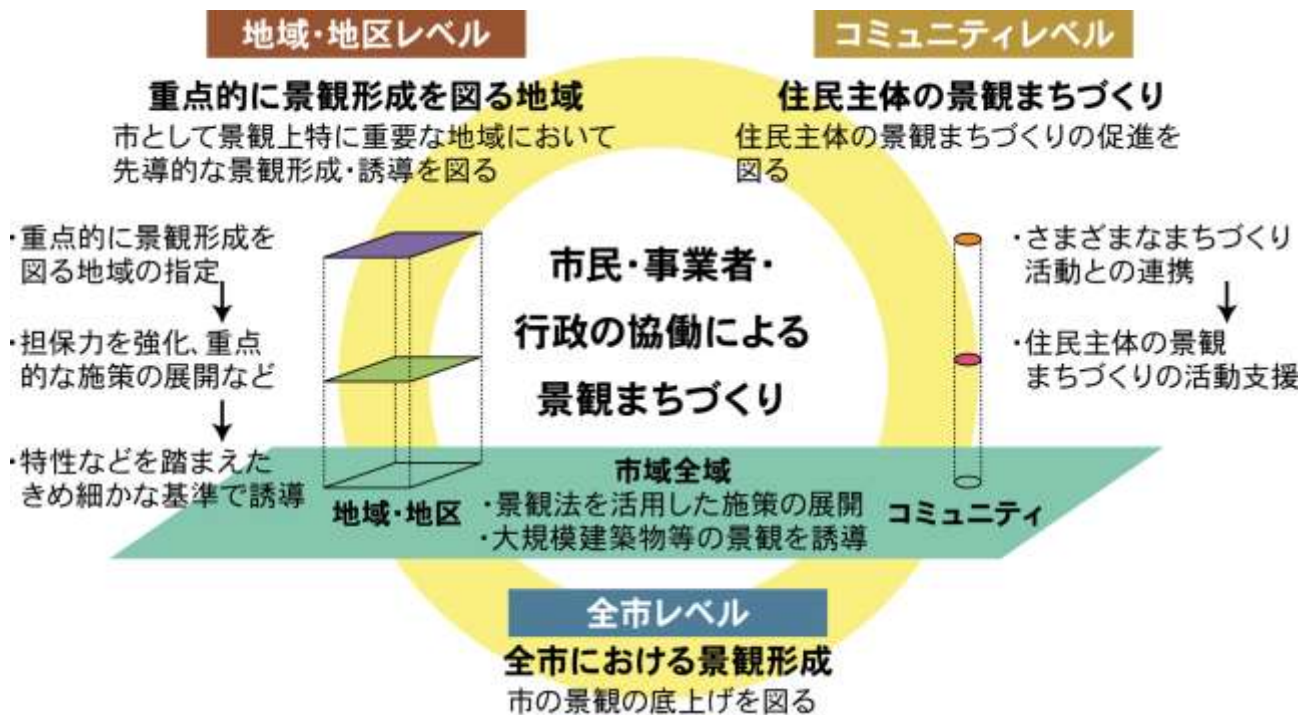 地域・地区レベル
重点的に景観形成を図る地域
市として景観上特に重要な地域において
先導的な景観形成・誘導を図る
コミュニティレベル
住民主体の景観まちづくり
住民主体の景観まちづくりの促進を
図る
・重点的に景観形成を
図る地域の指定
・担保力を強化、重点
的な施策の展開など
・特性などを踏まえた
きめ細かな基準で誘導
市民・事業者・
行政の協働による
景観まちづくり
・さまざまなまちづくり
活動との連携
・住民主体の景観
まちづくりの活動支援
地域・地区
市域全域
・景観法を活用した施策の展開
・大規模建築物等の景観を誘導
コミュニティ
全市レベル
全市における景観形成
市の景観の底上げを図る